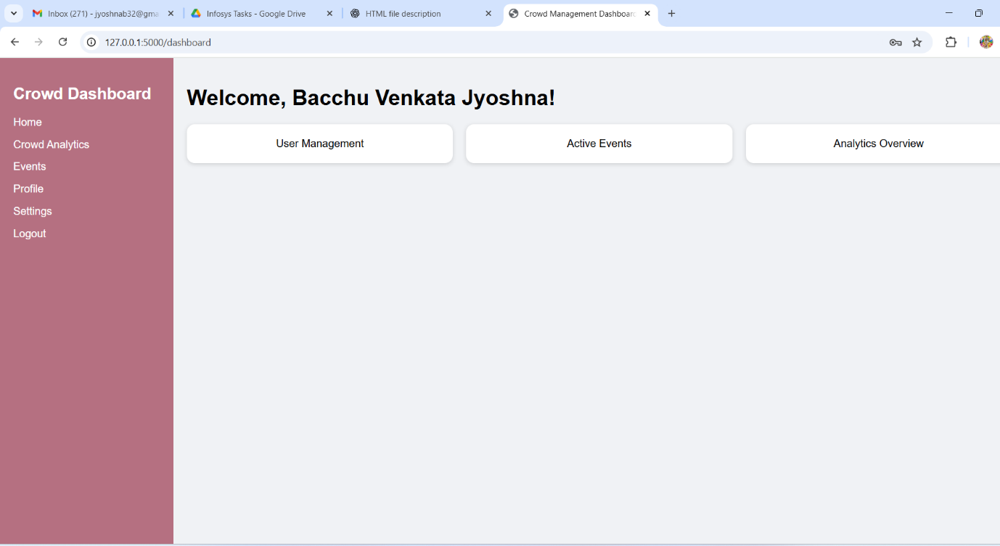 Inbox (271) - jyoshnab32@gma
Infosys Tasks - Google Drive
HTML file description
Crowd Management Dashboard
127.0.0.1:5000/dashboard
Crowd Dashboard
Home
Crowd Analytics
Events
Profile
Settings
Logout
Welcome, Bacchu Venkata Jyoshna!
User Management
Active Events
Analytics Overview